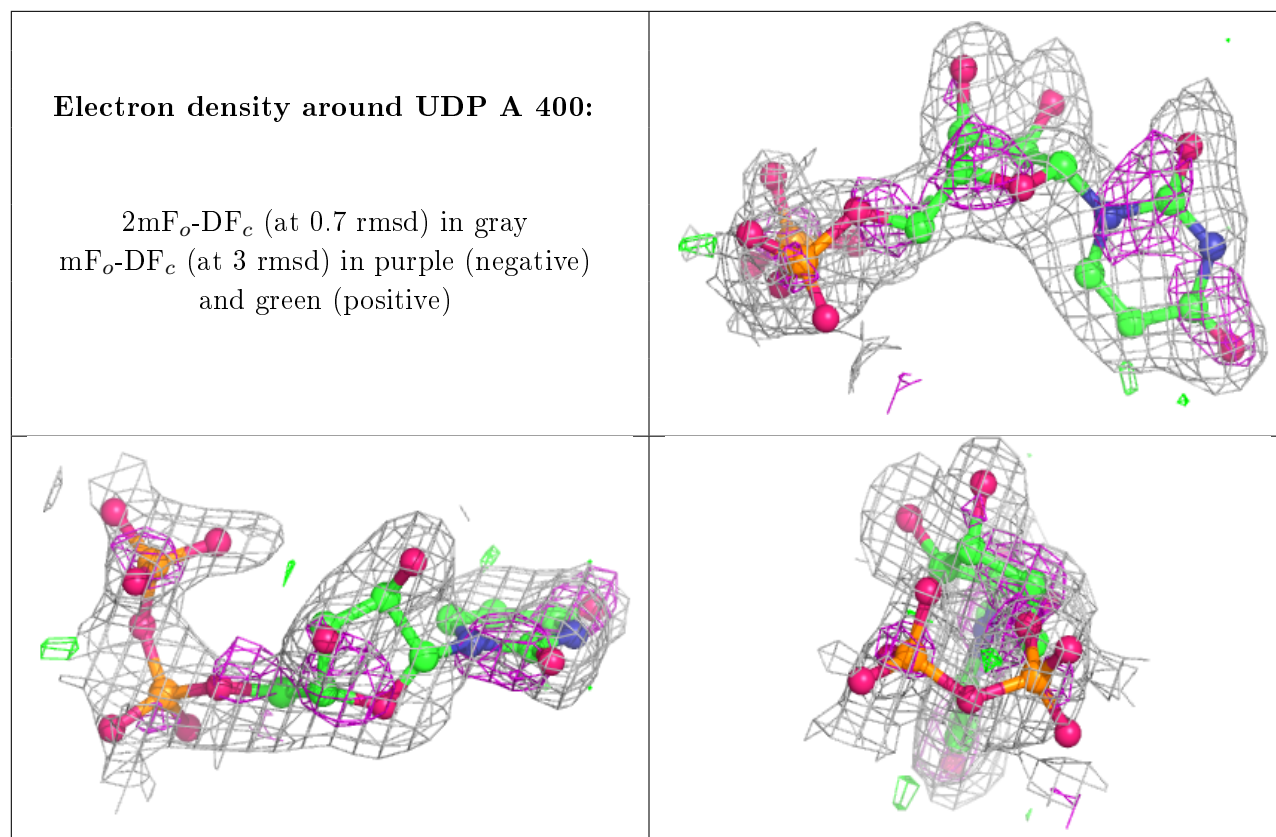 Electron density around UDP A 400:
2mFo-DFc (at 0.7 rmsd) in gray
mFo-DFc (at 3 rmsd) in purple (negative)
and green (positive)